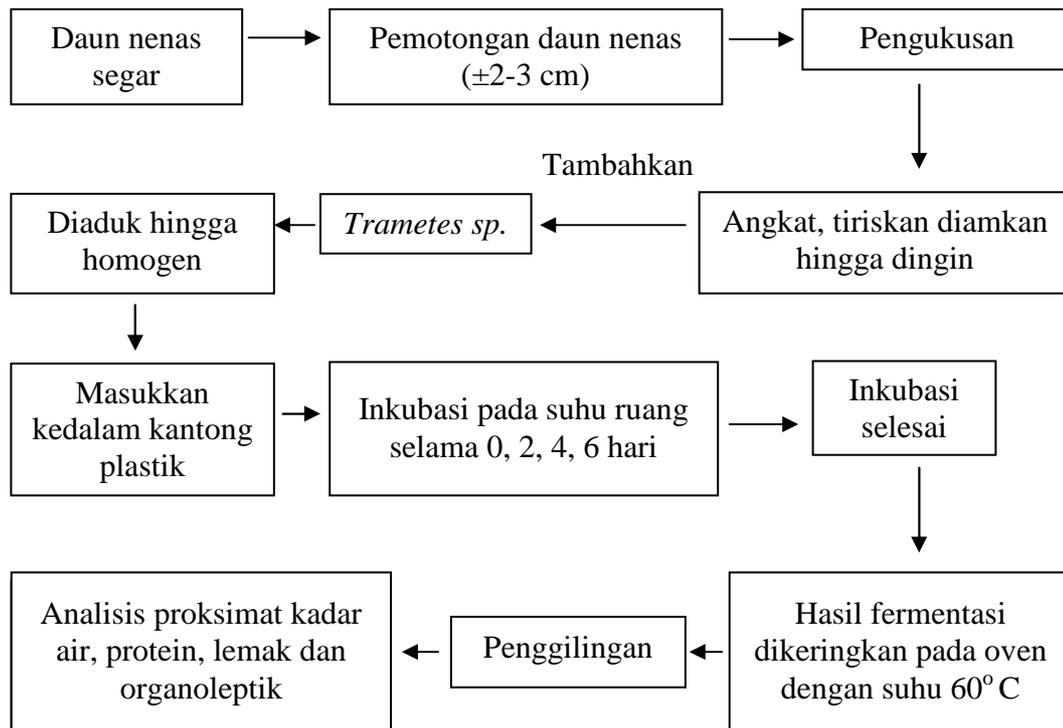 Daun nenas
segar
Pemotongan daun nenas
(±2-3 cm)
Pengukusan
Tambahkan
Angkat, tiriskan diamkan
hingga dingin
Trametes sp.
Diaduk hingga
homogen
Masukkan
kedalam kantong
plastik
Inkubasi pada suhu ruang
selama 0, 2, 4, 6 hari
Inkubasi
selesai
Hasil fermentasi
dikeringkan pada oven
dengan suhu 60° C
Penggilingan
Analisis proksimat kadar
air, protein, lemak dan
organoleptik